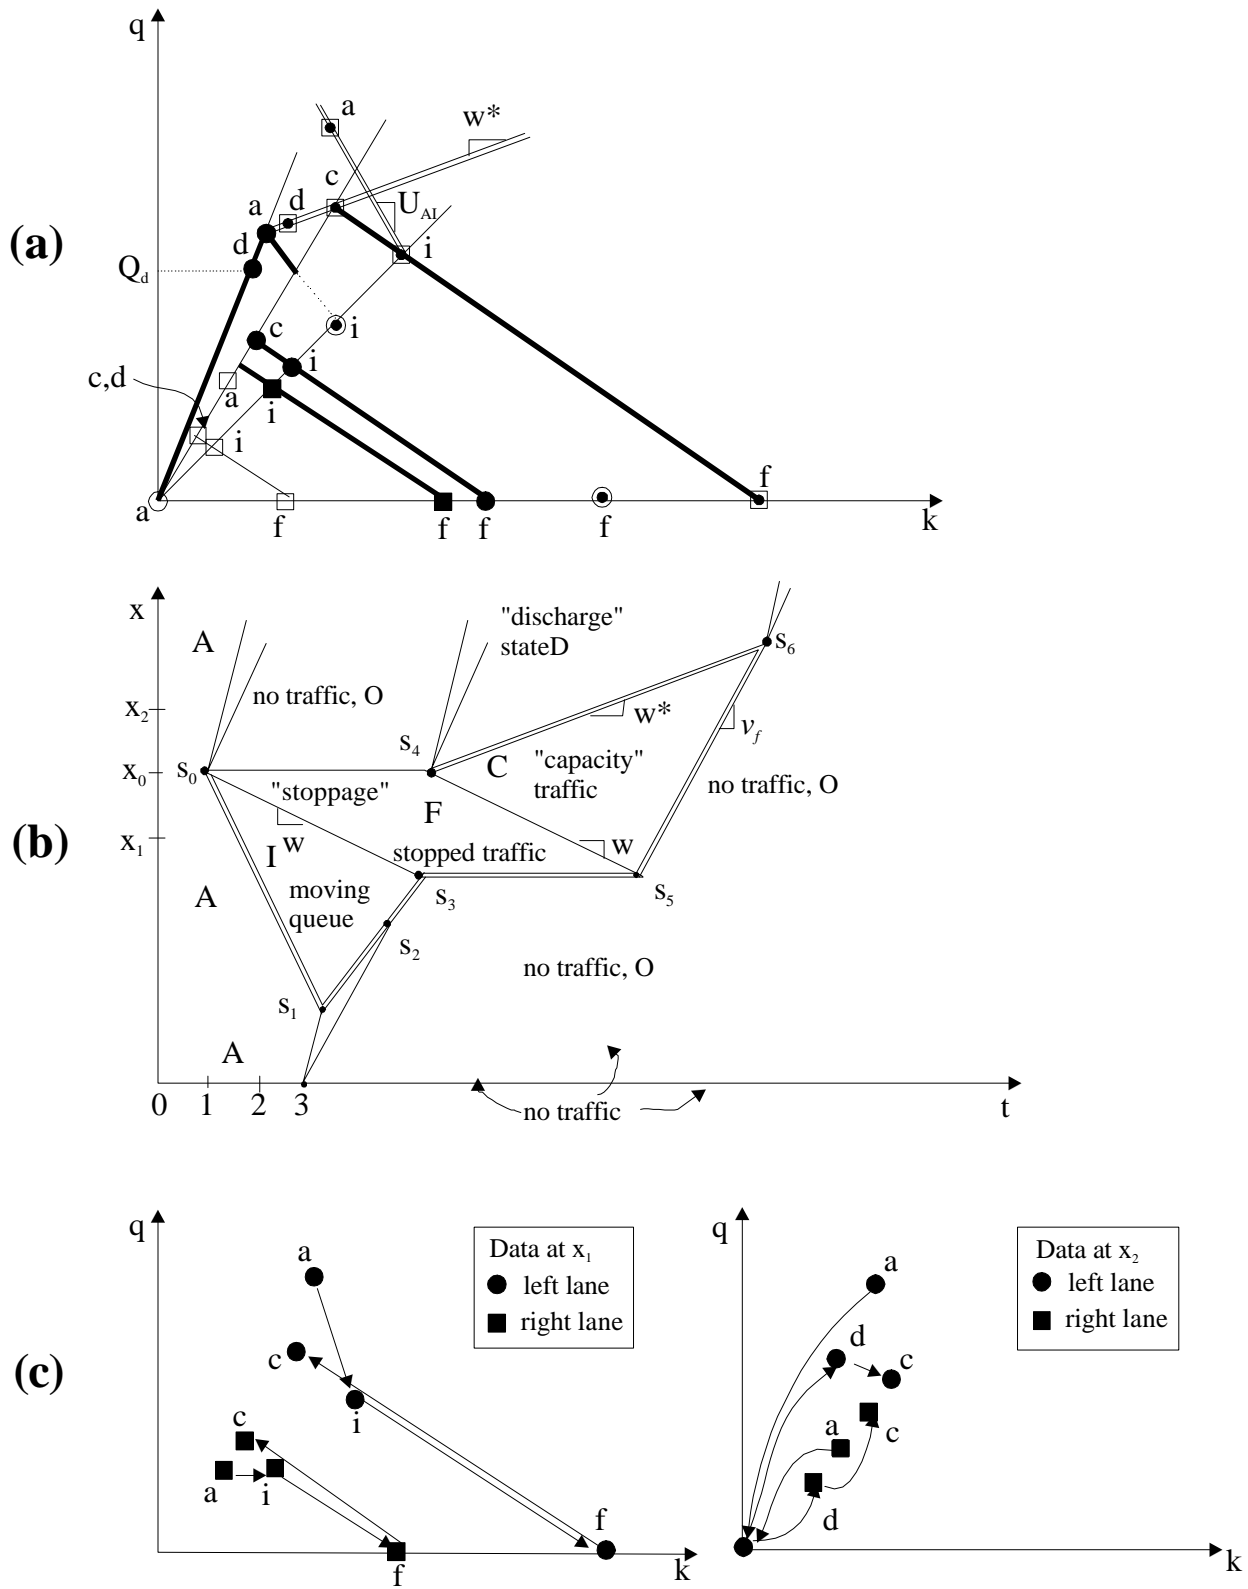 q
a
w*
c
a
d
U_AI
(a)
d
i
Q_d
i
c
i
c,d
a
i
i
f
a
k
f
f
f
f
x
"discharge"
stateD
A
s_6
no traffic, O
x_2
w*
v_f
s_4
"capacity"
traffic
x_0
s_0
C
no traffic, O
"stoppage"
F
(b)
x_1
I
w
w
stopped traffic
A
moving
queue
s_3
s_5
s_2
no traffic, O
s_1
A
0
1
2
3
no traffic
t
q
Data at x_1
left lane
right lane
a
c
i
c
a
i
f
f
k
(c)
q
Data at x_2
left lane
right lane
a
d
c
a
c
d
k